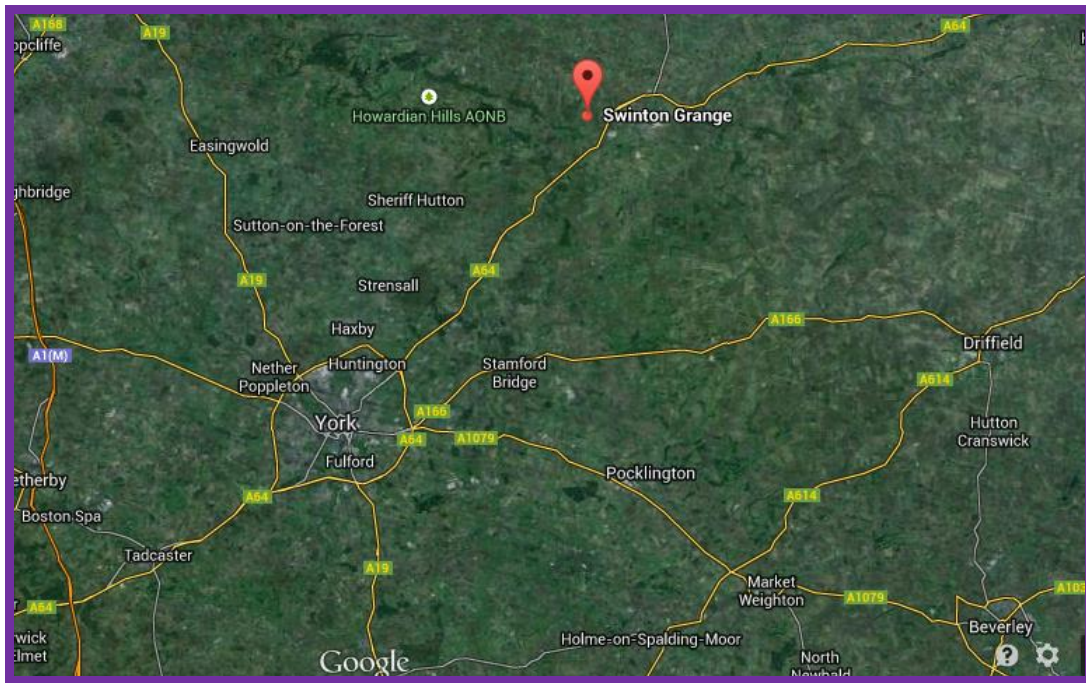 A168
opcliffe
A19
A64
Howardian Hills AONB
Swinton Grange
Easingwold
ghbridge
Sheriff Hutton
Sutton-on-the-Forest
A64
A19
Strensall
A166
Haxby
A1(M)
Nether
Poppleton
Huntington
Stamford
Bridge
Driffield
A614
A166
York
A64
A1079
Hutton
Cranswick
Fulford
Pocklington
etherby
A64
A614
Boston Spa
Tadcaster
A19
Market
Weighton
A1079
A103
A64
rwick
Elmet
Holme-on-Spalding-Moor
Beverley
North
Newbald
Google
?